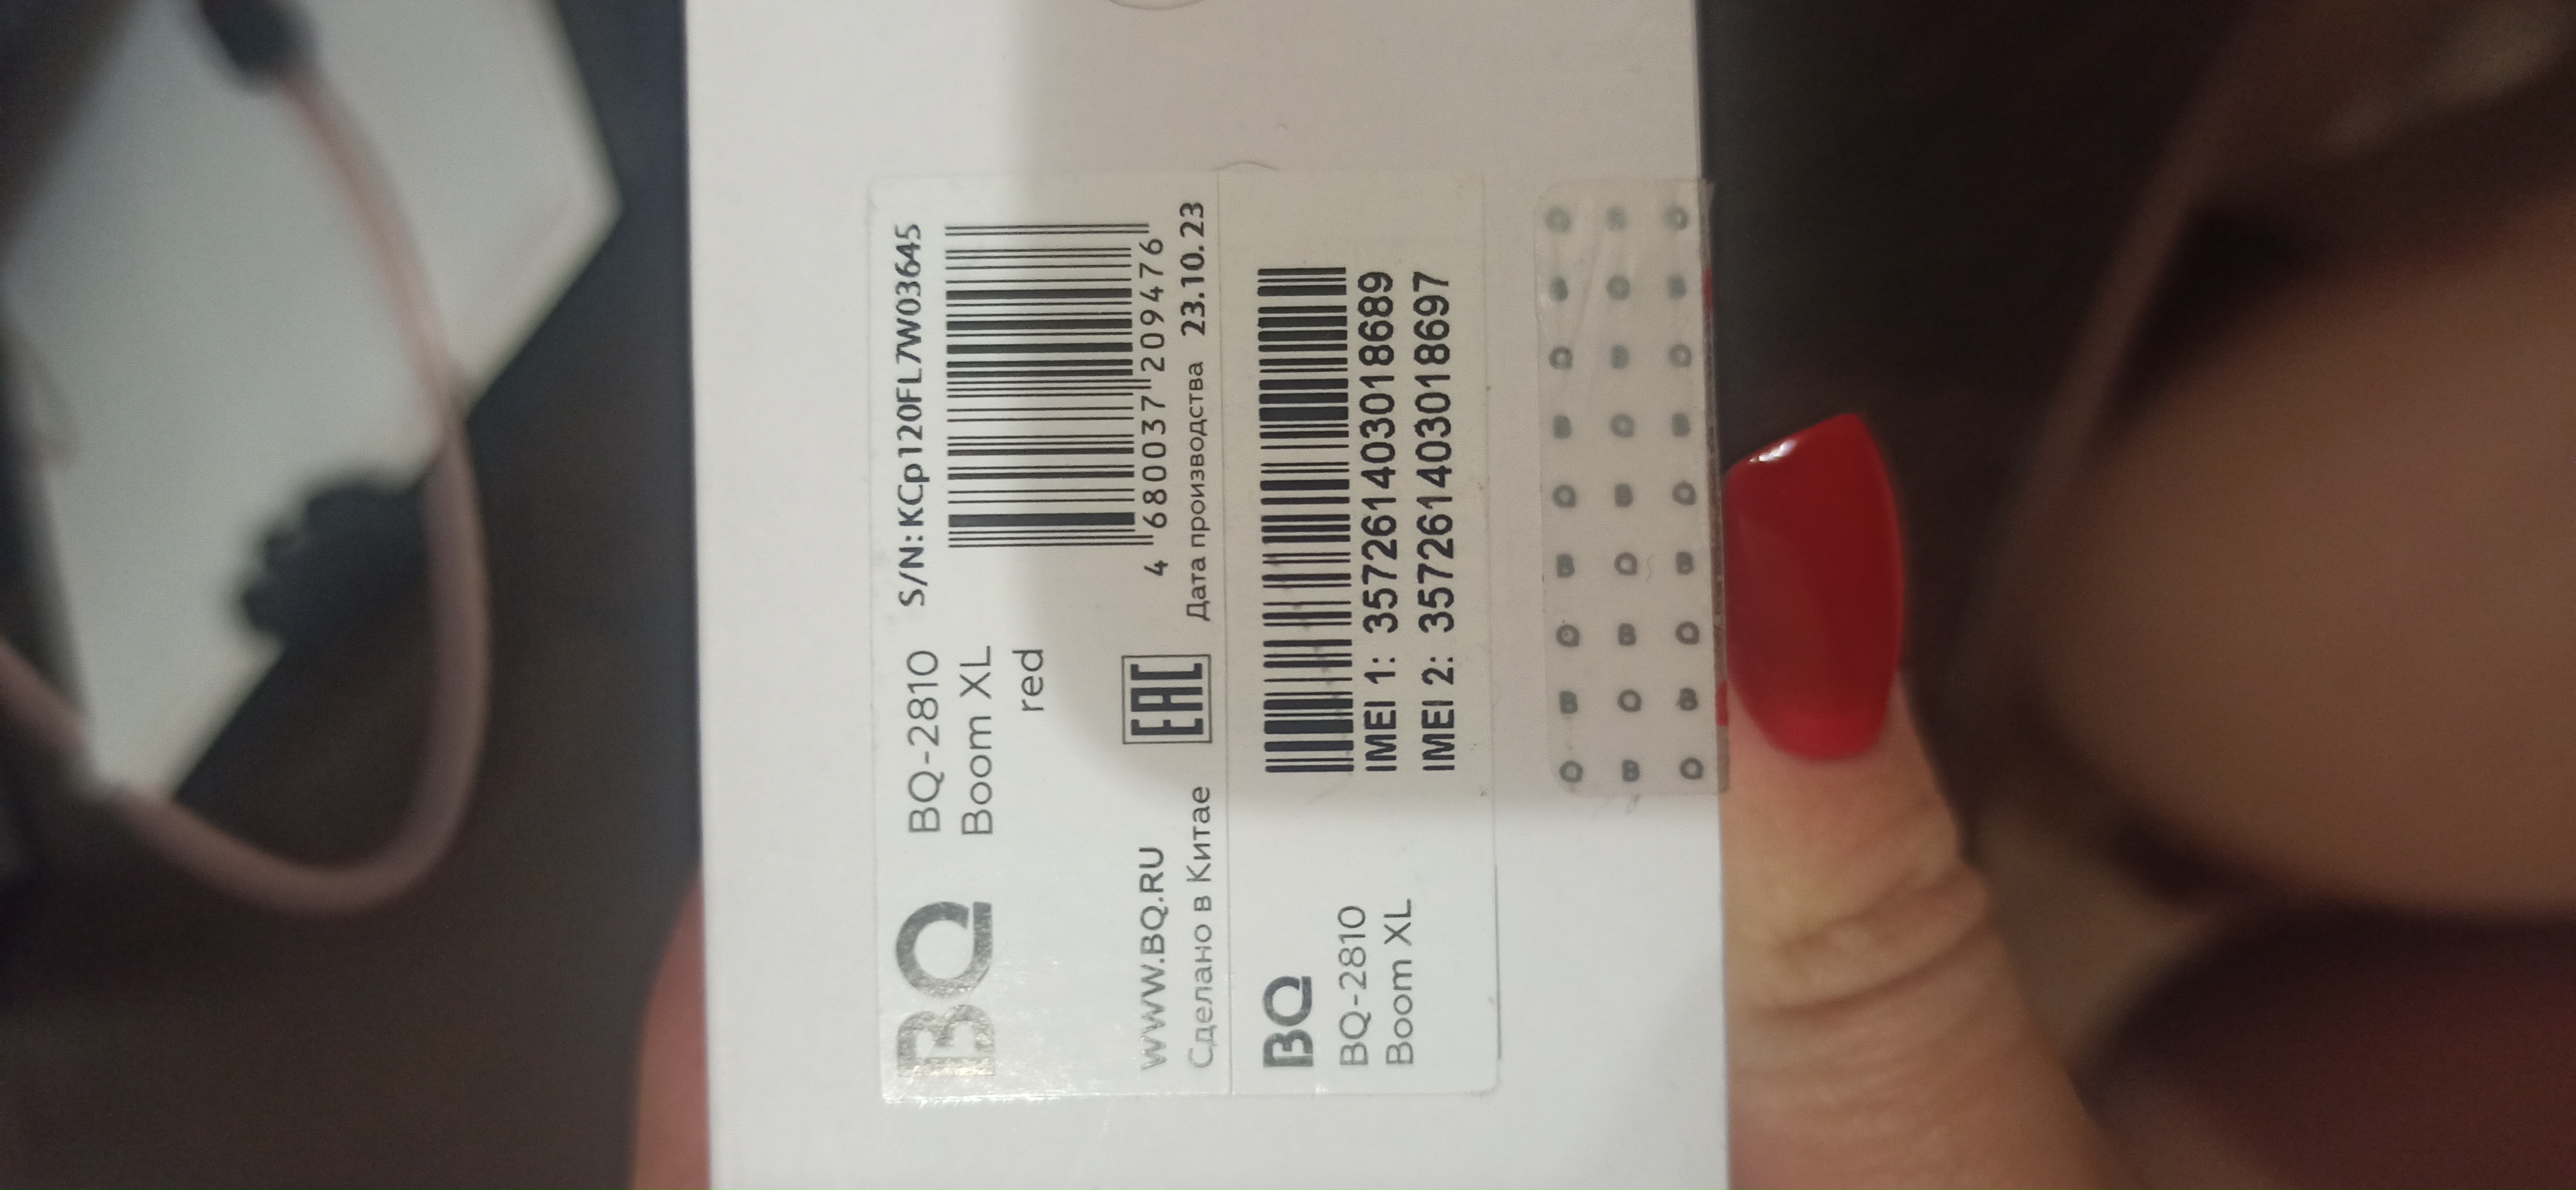 BQ
BQ-2810
Boom XL
red
S/N:KCp120FL7W03645
4 680037 209476
WWW.BQ.RU
Сделано в Китае
EAC
Дата производства 23.10.23
BQ
BQ-2810
Boom XL
IMEI 1: 357261403018689
IMEI 2: 357261403018697